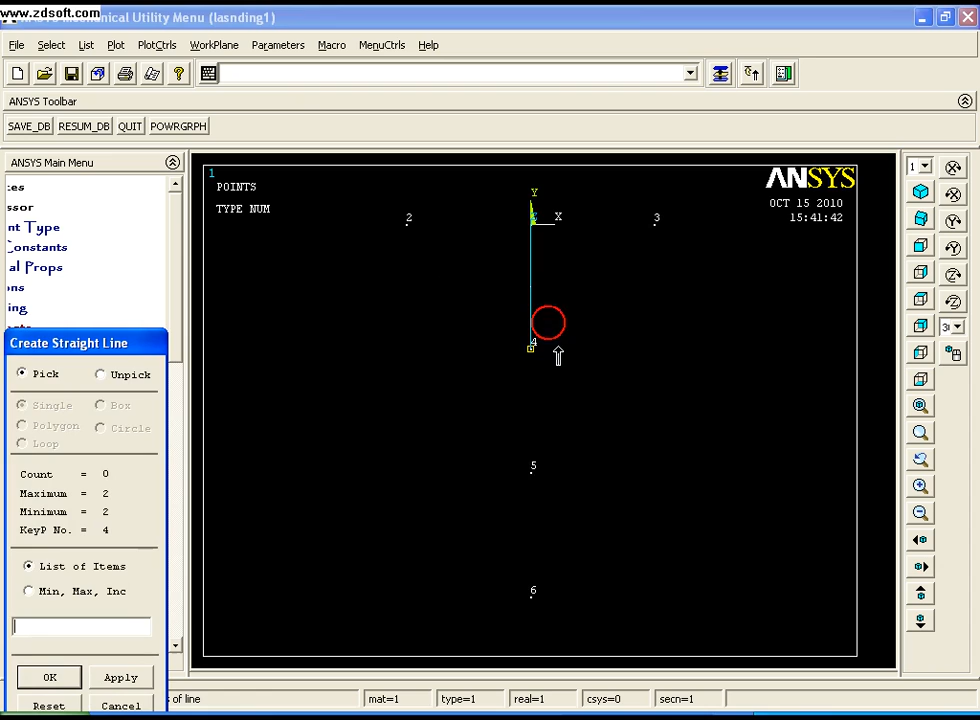 www.zdsoft.com
Mechanical Utility Menu (lasnding1)
File Select List Plot PlotCtrls WorkPlane Parameters Macro MenuCtrls Help
ANSYS Toolbar
SAVE_DB RESUM_DB QUIT POWRGRPH
ANSYS Main Menu
ces
ssor
nt Type
Constants
al Props
ons
ing
Create Straight Line
Pick Unpick
Single Box
Polygon Circle
Loop
Count = 0
Maximum = 2
Minimum = 2
KeyP No. = 4
List of Items
Min, Max, Inc
OK Apply
Reset Cancel
1
POINTS
TYPE NUM
ANSYS
OCT 15 2010
15:41:42
Y
X
2
3
4
5
6
1
3
s of line mat=1 type=1 real=1 csys=0 secn=1